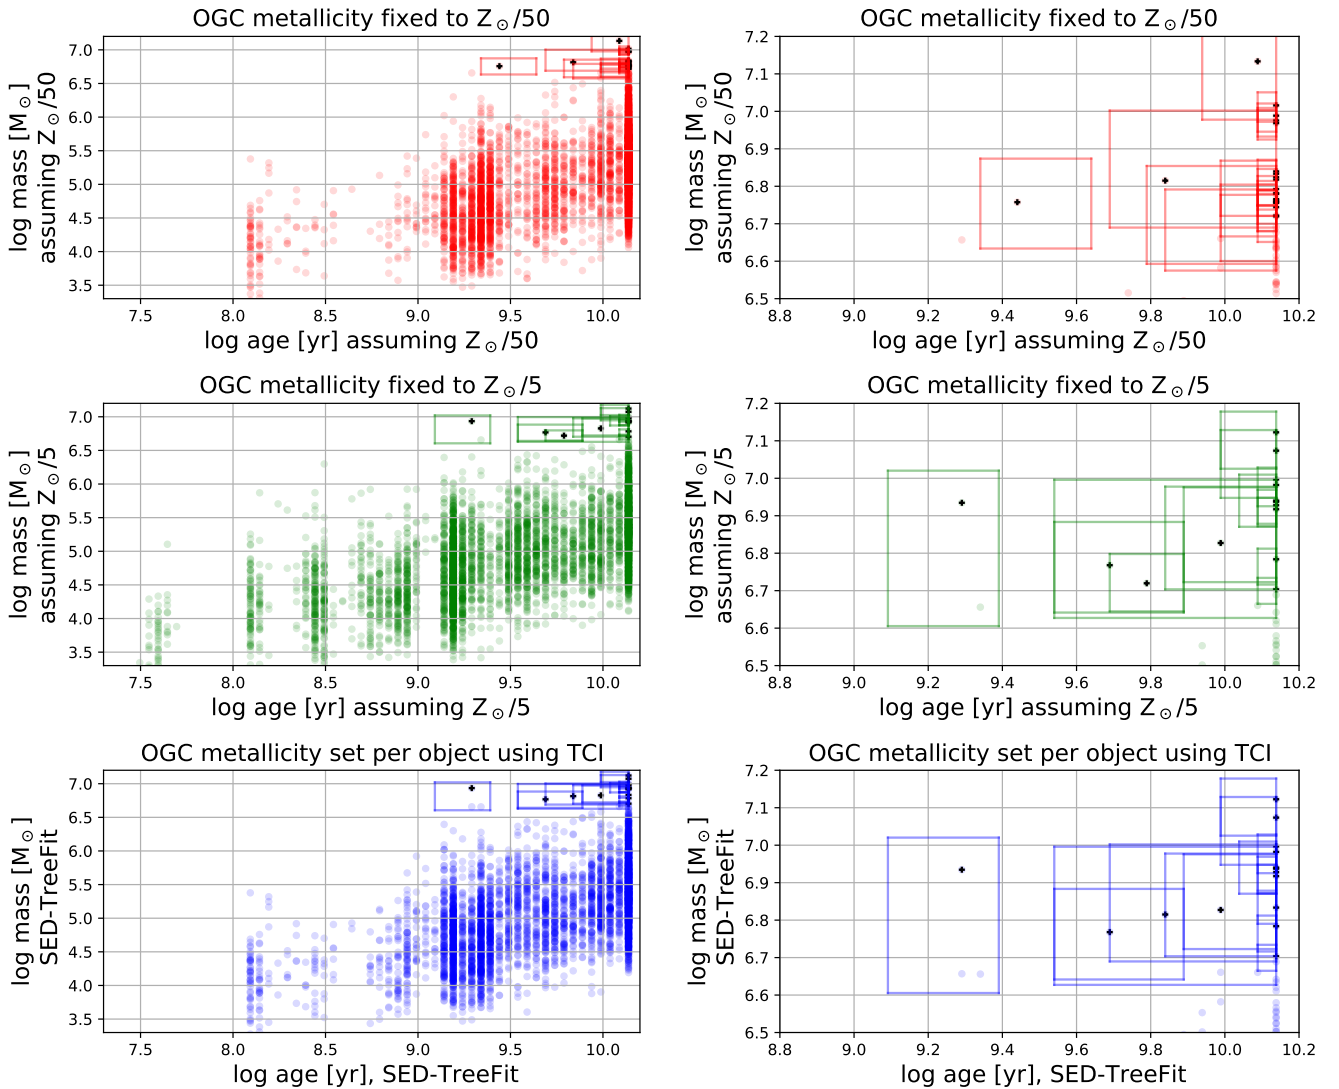 OGC metallicity fixed to Z☉/50
log mass [M☉]
assuming Z☉/50
7.0
6.5
6.0
5.5
5.0
4.5
4.0
3.5
7.5 8.0 8.5 9.0 9.5 10.0
log age [yr] assuming Z☉/50
OGC metallicity fixed to Z☉/50
log mass [M☉]
assuming Z☉/50
7.2
7.1
7.0
6.9
6.8
6.7
6.6
6.5
8.8 9.0 9.2 9.4 9.6 9.8 10.0 10.2
log age [yr] assuming Z☉/50
OGC metallicity fixed to Z☉/5
log mass [M☉]
assuming Z☉/5
7.0
6.5
6.0
5.5
5.0
4.5
4.0
3.5
7.5 8.0 8.5 9.0 9.5 10.0
log age [yr] assuming Z☉/5
OGC metallicity fixed to Z☉/5
log mass [M☉]
assuming Z☉/5
7.2
7.1
7.0
6.9
6.8
6.7
6.6
6.5
8.8 9.0 9.2 9.4 9.6 9.8 10.0 10.2
log age [yr] assuming Z☉/5
OGC metallicity set per object using TCI
log mass [M☉]
SED-TreeFit
7.0
6.5
6.0
5.5
5.0
4.5
4.0
3.5
7.5 8.0 8.5 9.0 9.5 10.0
log age [yr], SED-TreeFit
OGC metallicity set per object using TCI
log mass [M☉]
SED-TreeFit
7.2
7.1
7.0
6.9
6.8
6.7
6.6
6.5
8.8 9.0 9.2 9.4 9.6 9.8 10.0 10.2
log age [yr], SED-TreeFit